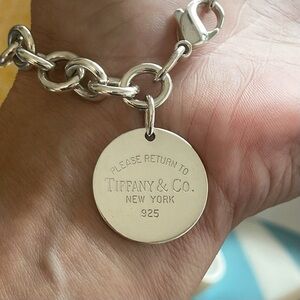 PLEASE RETURN TO
TIFFANY & CO.
NEW YORK
925